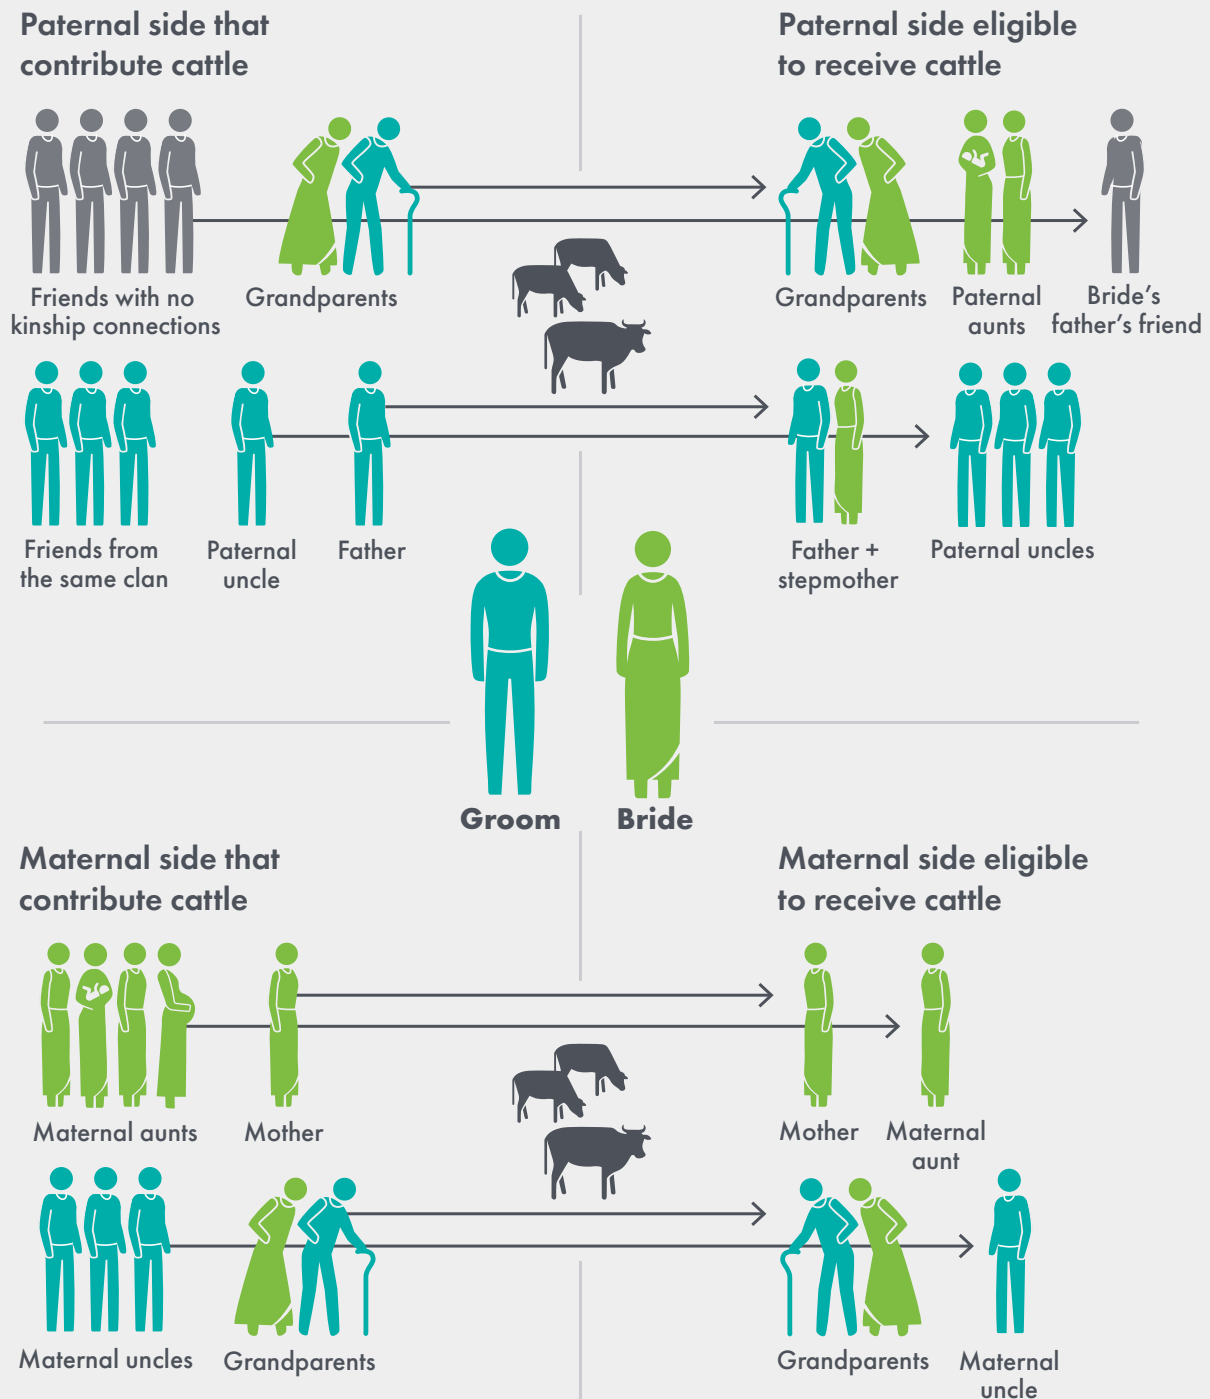 Paternal side that
contribute cattle
Paternal side eligible
to receive cattle
Friends with no
kinship connections
Grandparents
Grandparents
Paternal
aunts
Bride’s
father’s friend
Friends from
the same clan
Paternal
uncle
Father
Father +
stepmother
Paternal uncles
Groom
Bride
Maternal side that
contribute cattle
Maternal side eligible
to receive cattle
Maternal aunts
Mother
Mother
Maternal
aunt
Maternal uncles
Grandparents
Grandparents
Maternal
uncle